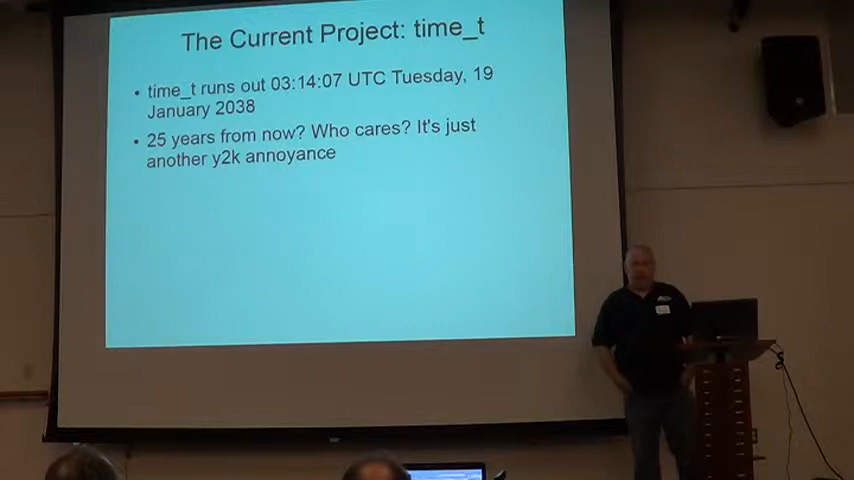 The Current Project: time_t
• time_t runs out 03:14:07 UTC Tuesday, 19
January 2038
• 25 years from now? Who cares? It's just
another y2k annoyance